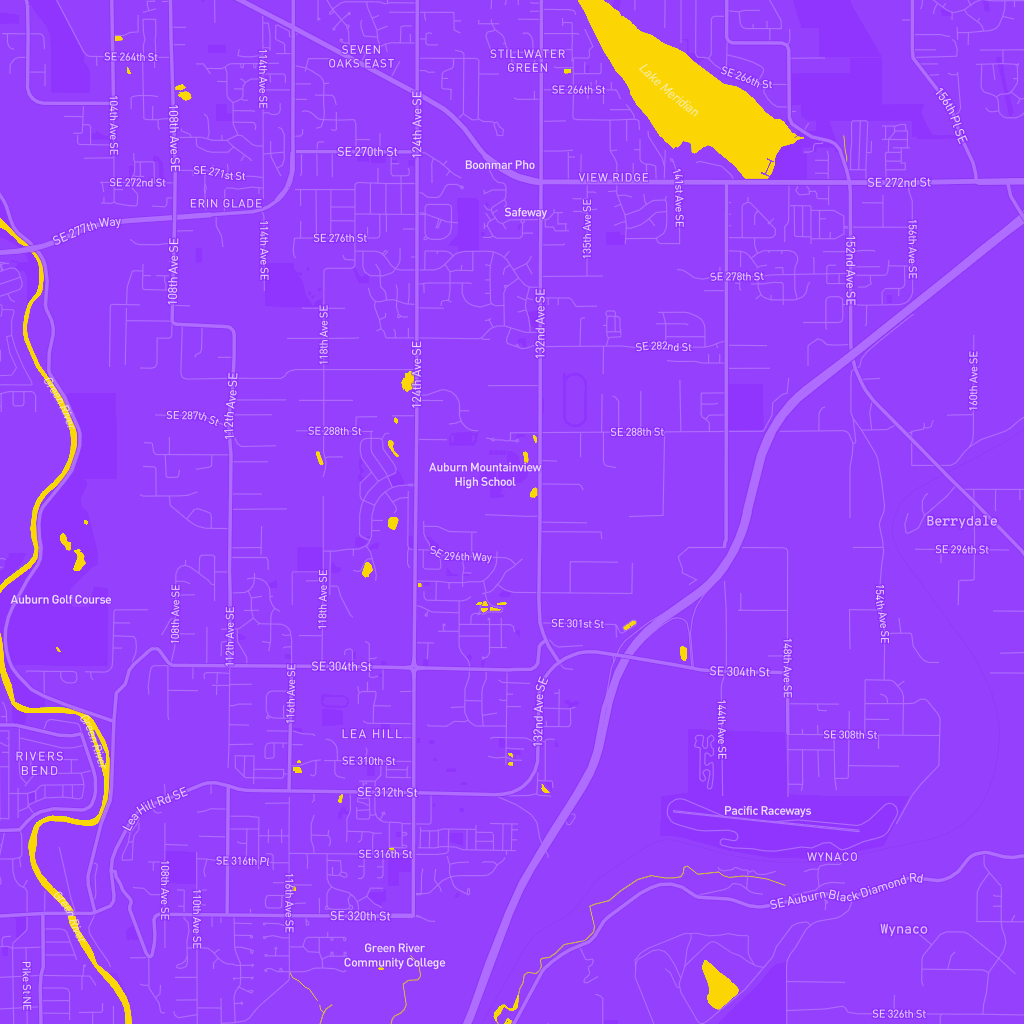 SEVEN
OAKS EAST
STILLWATER
GREEN
SE 264th St
114th Ave SE
SE 266th St
Lake Meridian
SE 266th St
104th Ave SE
108th Ave SE
124th Ave SE
156th Pl SE
SE 270th St
Boonmar Pho
SE 271st St
SE 272nd St
VIEW RIDGE
SE 272nd St
141st Ave SE
ERIN GLADE
Safeway
135th Ave SE
SE 277th Way
SE 276th St
114th Ave SE
156th Ave SE
152nd Ave SE
108th Ave SE
SE 278th St
118th Ave SE
132nd Ave SE
SE 282nd St
124th Ave SE
160th Ave SE
Green River
112th Ave SE
SE 287th St
SE 288th St
SE 288th St
Auburn Mountainview
High School
Berrydale
SE 296th Way
SE 296th St
Auburn Golf Course
108th Ave SE
118th Ave SE
154th Ave SE
112th Ave SE
SE 301st St
148th Ave SE
SE 304th St
SE 304th St
116th Ave SE
132nd Ave SE
144th Ave SE
Green River
LEA HILL
SE 308th St
RIVERS
BEND
SE 310th St
SE 312th St
Lea Hill Rd SE
Pacific Raceways
SE 316th St
SE 316th Pl
WYNACO
108th Ave SE
110th Ave SE
116th Ave SE
SE Auburn Black Diamond Rd
SE 320th St
Wynaco
Green River
Community College
Pike St NE
SE 326th St